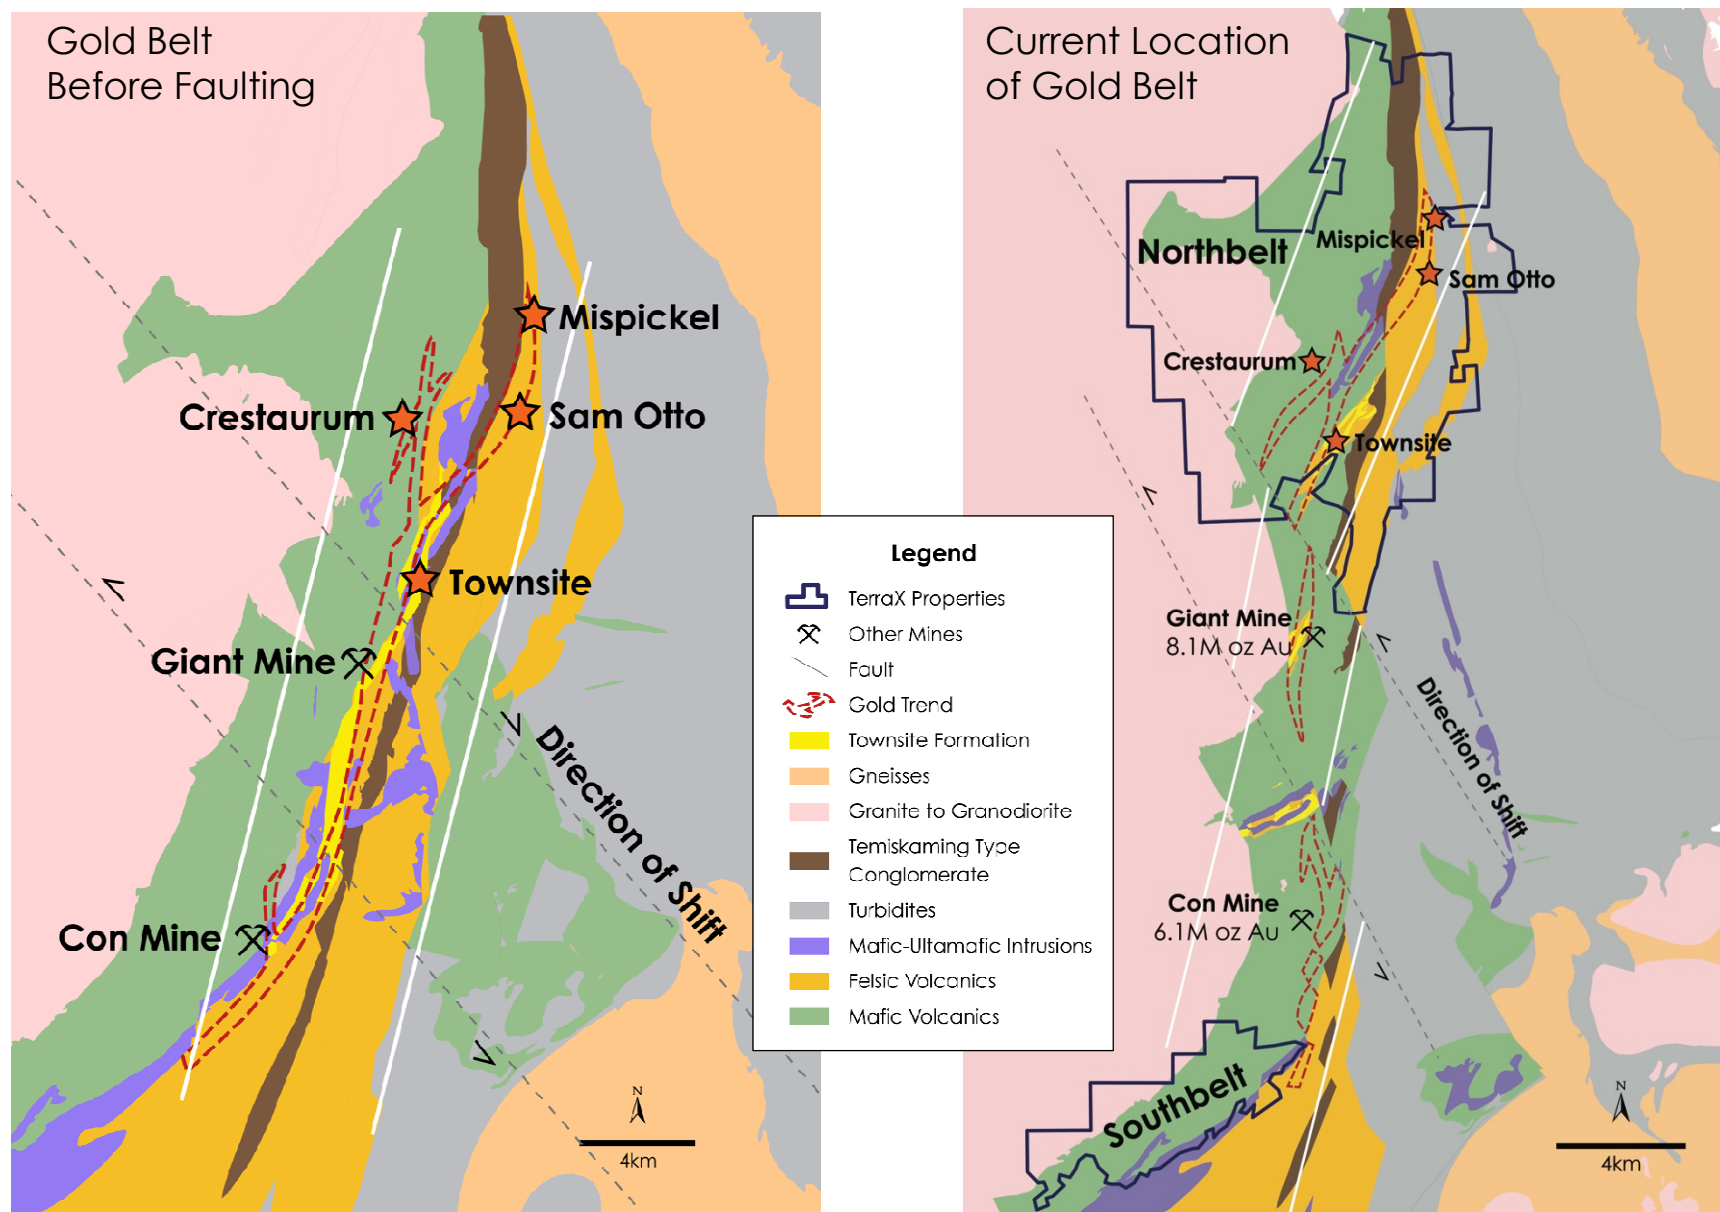 Gold Belt
Before Faulting
Mispickel
Crestaurum
Sam Otto
Townsite
Giant Mine
Direction of Shift
Con Mine
N
4km
Legend
TerraX Properties
Other Mines
Fault
Gold Trend
Townsite Formation
Gneisses
Granite to Granodiorite
Temiskaming Type
Conglomerate
Turbidites
Mafic-Ultamafic Intrusions
Felsic Volcanics
Mafic Volcanics
Current Location
of Gold Belt
Northbelt
Mispickel
Sam Otto
Crestaurum
Townsite
Giant Mine
8.1M oz Au
Direction of Shift
Con Mine
6.1M oz Au
Southbelt
N
4km